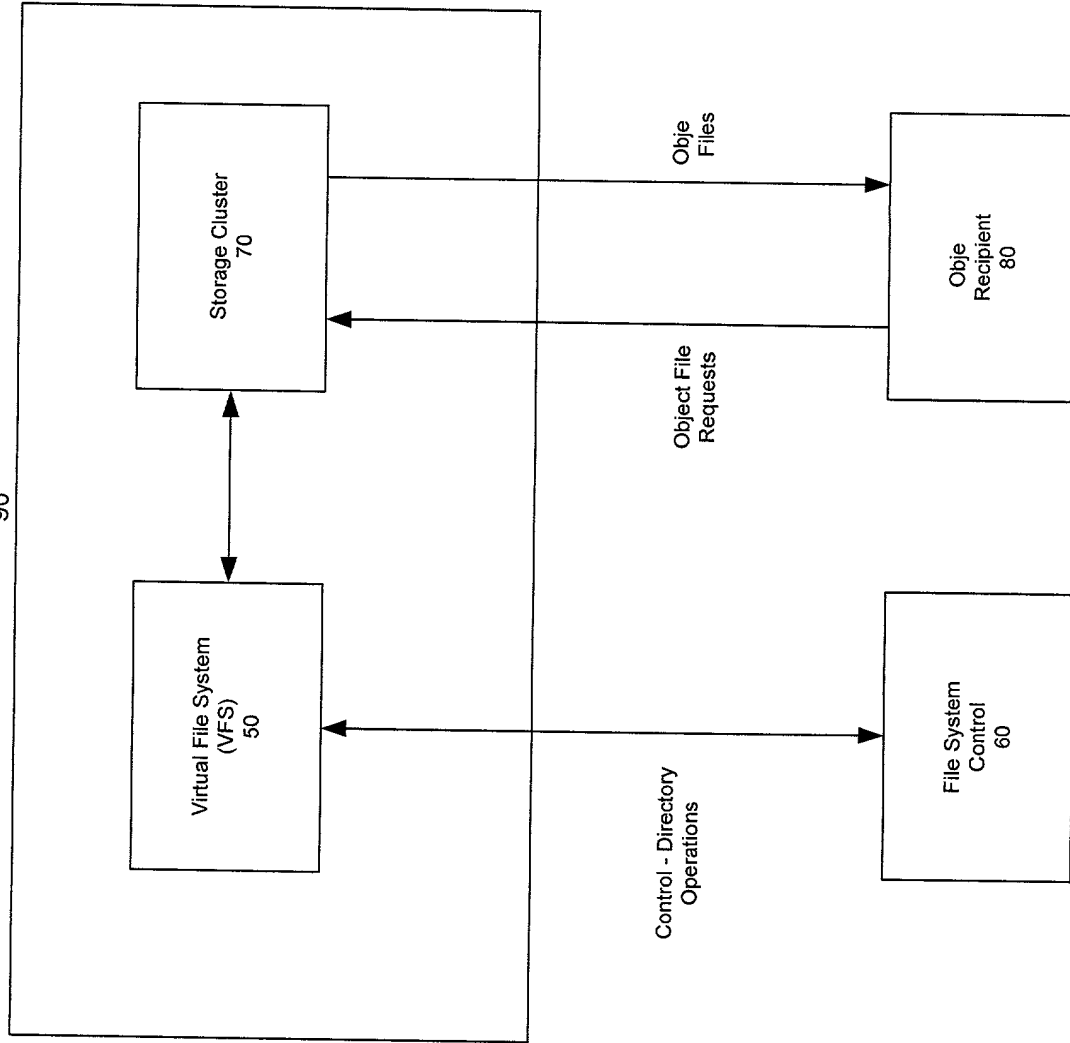 90
Virtual File System
(VFS)
50
Storage Cluster
70
Control - Directory
Operations
Object File
Requests
Obje
Files
File System
Control
60
Obje
Recipient
80